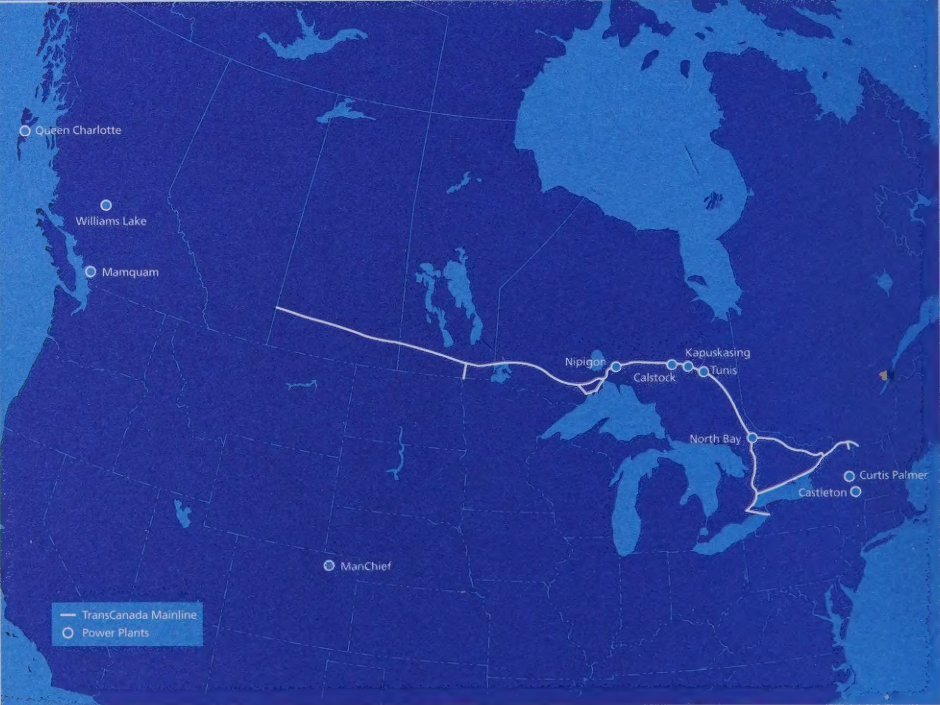 Queen Charlotte
Williams Lake
Mamquam
Nipigon
Kapuskasing
Calstock
Tunis
North Bay
Curtis Palmer
Castleton
ManChief
TransCanada Mainline
Power Plants